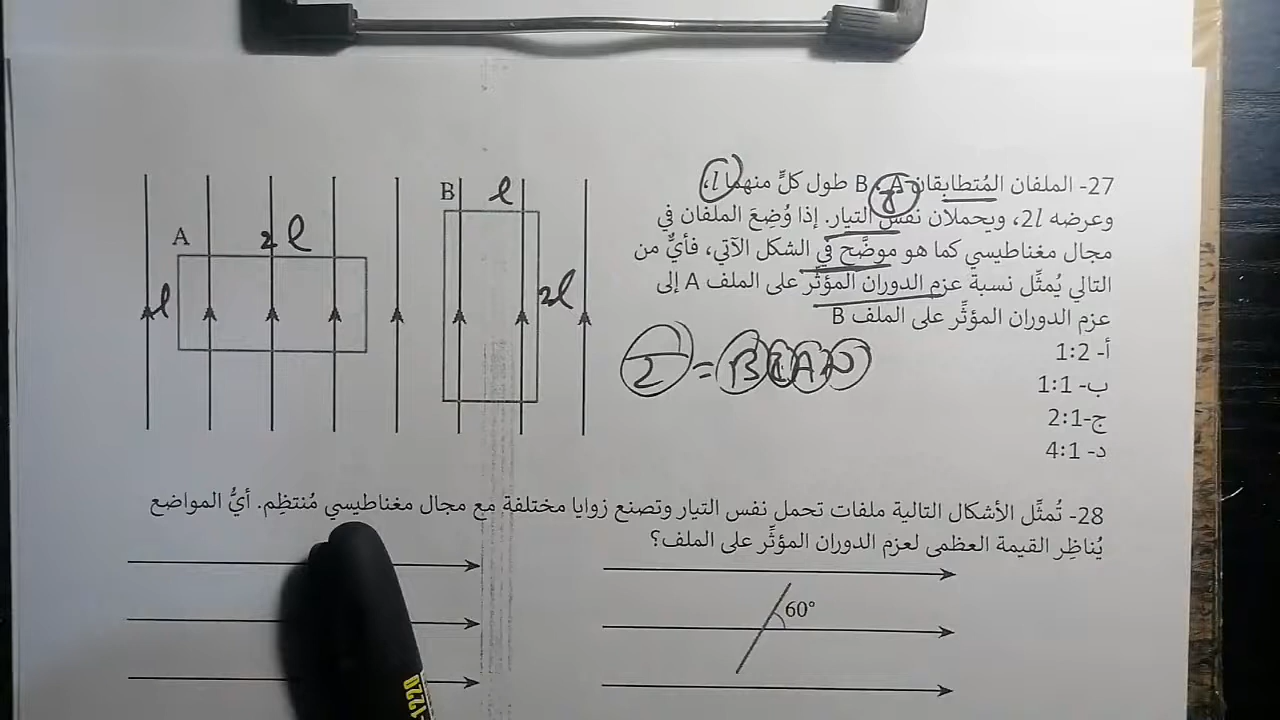 27- الملفان المُتطابقان A ، B طول كلٍّ منهما l،
وعرضه 2l، ويحملان نفس التيار. إذا وُضِعَ الملفان في
مجال مغناطيسي كما هو موضَّح في الشكل الآتي، فأيٌّ من
التالي يُمثِّل نسبة عزم الدوران المؤثِّر على الملف A إلى
عزم الدوران المؤثِّر على الملف B
أ- 1:2
ب- 1:1
ج-2:1
د- 4:1
A
2l
l
B
l
2l
τ = BIAN
28- تُمثِّل الأشكال التالية ملفات تحمل نفس التيار وتصنع زوايا مختلفة مع مجال مغناطيسي مُنتظِم. أيُّ المواضع
يُناظِر القيمة العظمى لعزم الدوران المؤثِّر على الملف؟
60°